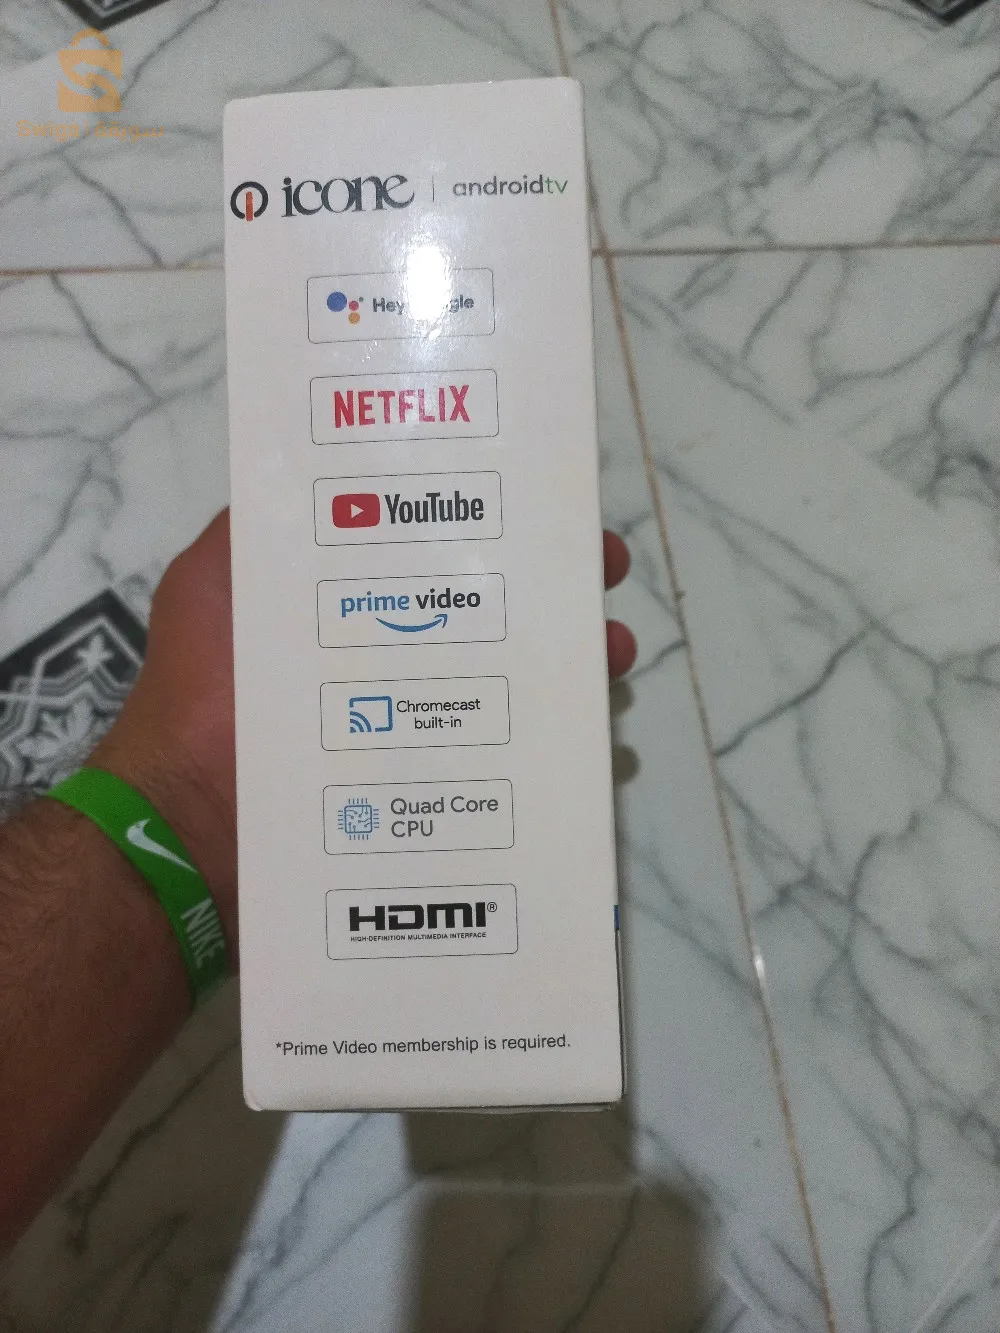 icone | androidtv
Hey
NETFLIX
YouTube
prime video
Chromecast
built-in
Quad Core
CPU
HDMI®
HIGH-DEFINITION MULTIMEDIA INTERFACE
*Prime Video membership is required.
NIKE